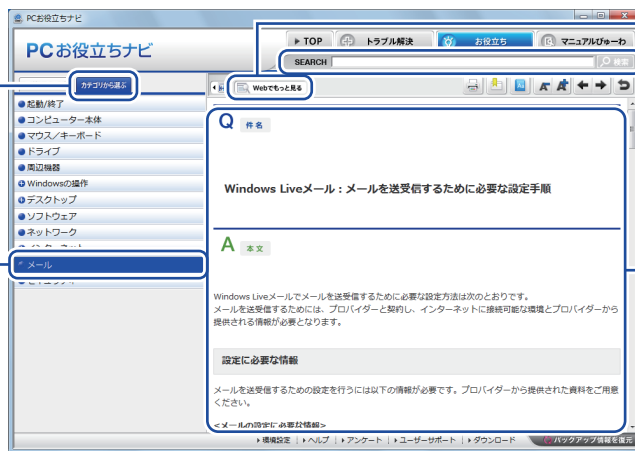 PCお役立ちナビ
PCお役立ちナビ
TOP トラブル解決 お役立ち マニュアルびゅーわ
SEARCH 検索
カテゴリから選ぶ
Webでもっと見る
起動/終了
コンピューター本体
マウス/キーボード
ドライブ
周辺機器
Windowsの操作
デスクトップ
ソフトウェア
ネットワーク
メール
Q 件名
Windows Liveメール：メールを送受信するために必要な設定手順
A 本文
Windows Liveメールでメールを送受信するために必要な設定方法は次のとおりです。
メールを送受信するためには、プロバイダーと契約し、インターネットに接続可能な環境とプロバイダーから
提供される情報が必要となります。
設定に必要な情報
メールを送受信するための設定を行うには以下の情報が必要です。プロバイダーから提供された資料をご用意
ください。
<メールの設定に必要な情報>
環境設定 | ヘルプ | アンケート | ユーザーサポート | ダウンロード バックアップ情報を復元